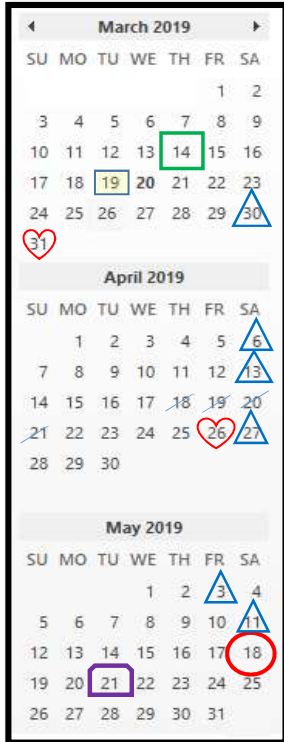 March 2019
SU MO TU WE TH FR SA
1 2
3 4 5 6 7 8 9
10 11 12 13 14 15 16
17 18 19 20 21 22 23
24 25 26 27 28 29 30
31
April 2019
SU MO TU WE TH FR SA
1 2 3 4 5 6
7 8 9 10 11 12 13
14 15 16 17 18 19 20
21 22 23 24 25 26 27
28 29 30
May 2019
SU MO TU WE TH FR SA
1 2 3 4
5 6 7 8 9 10 11
12 13 14 15 16 17 18
19 20 21 22 23 24 25
26 27 28 29 30 31